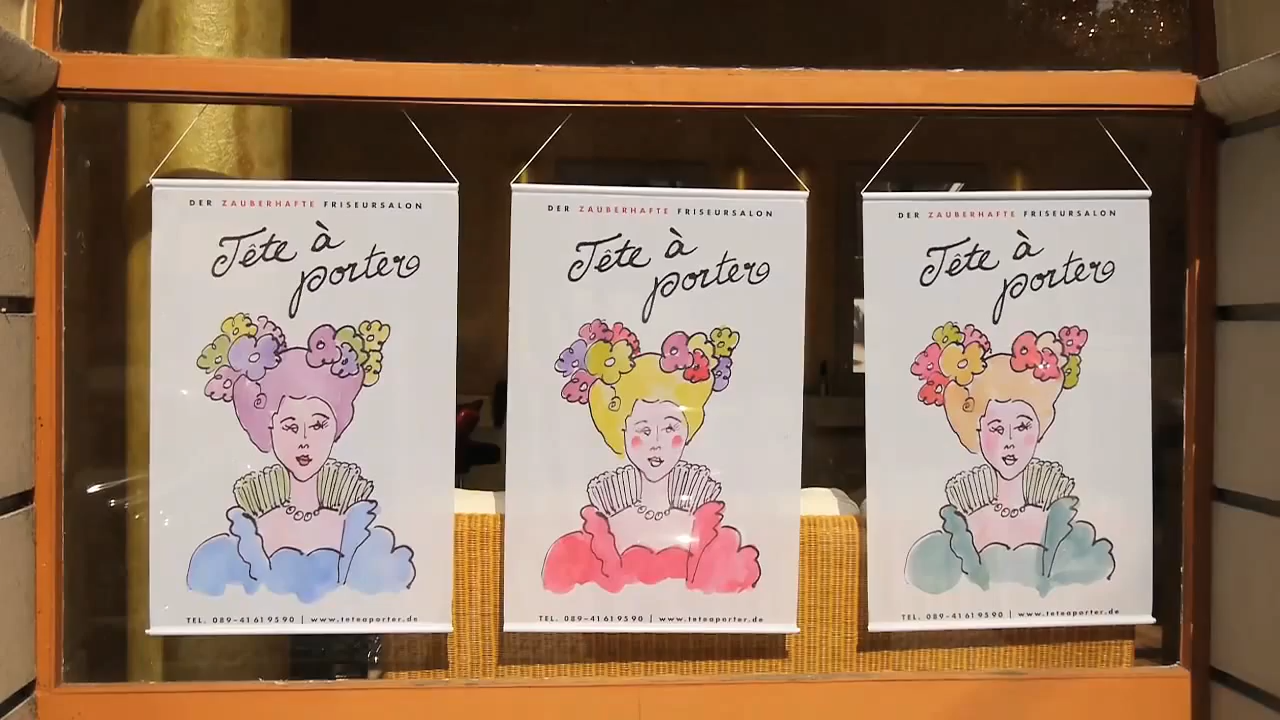 DER ZAUBERHAFTE FRISEURSALON
Tête à
porter
TEL. 089-41619590 | www.teteaporter.de
DER ZAUBERHAFTE FRISEURSALON
Tête à
porter
TEL. 089-41619590 | www.teteaporter.de
DER ZAUBERHAFTE FRISEURSALON
Tête à
porter
TEL. 089-41619590 | www.teteaporter.de